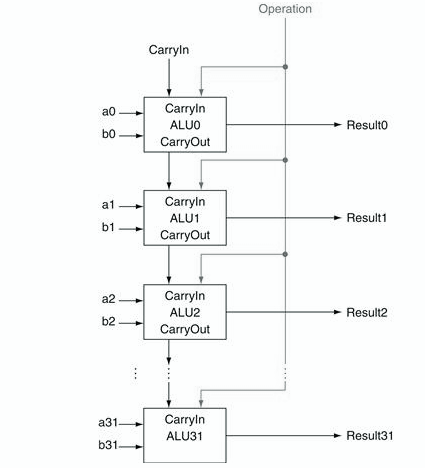 Operation
CarryIn
a0
b0
CarryIn
ALU0
CarryOut
Result0
a1
b1
CarryIn
ALU1
CarryOut
Result1
a2
b2
CarryIn
ALU2
CarryOut
Result2
a31
b31
CarryIn
ALU31
Result31